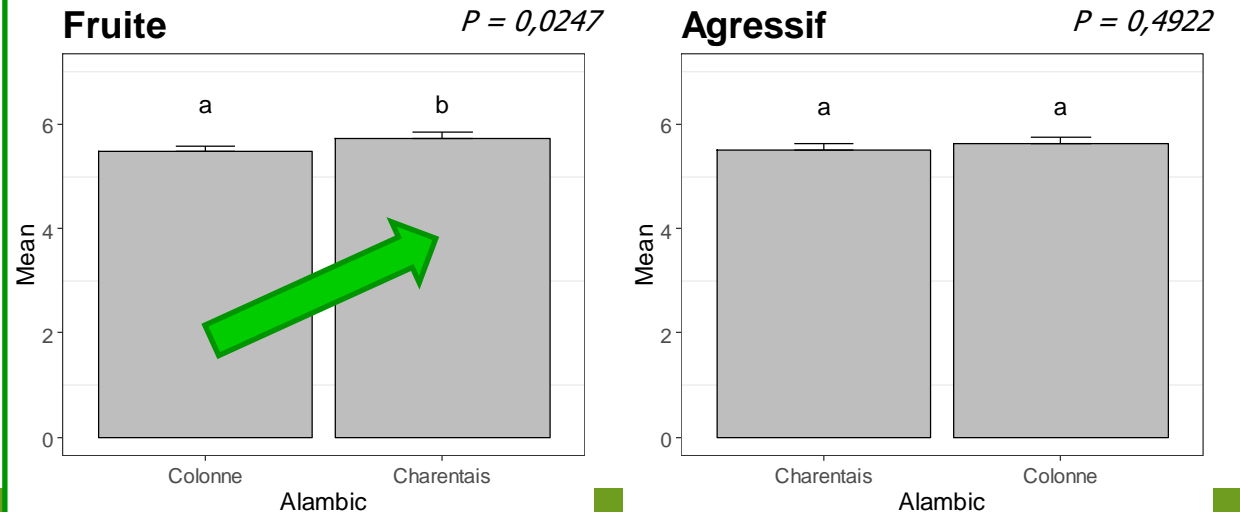 Fruite
P = 0,0247
a
b
6
4
2
0
Mean
Colonne
Charentais
Alambic
Agressif
P = 0,4922
a
a
6
4
2
0
Mean
Charentais
Colonne
Alambic